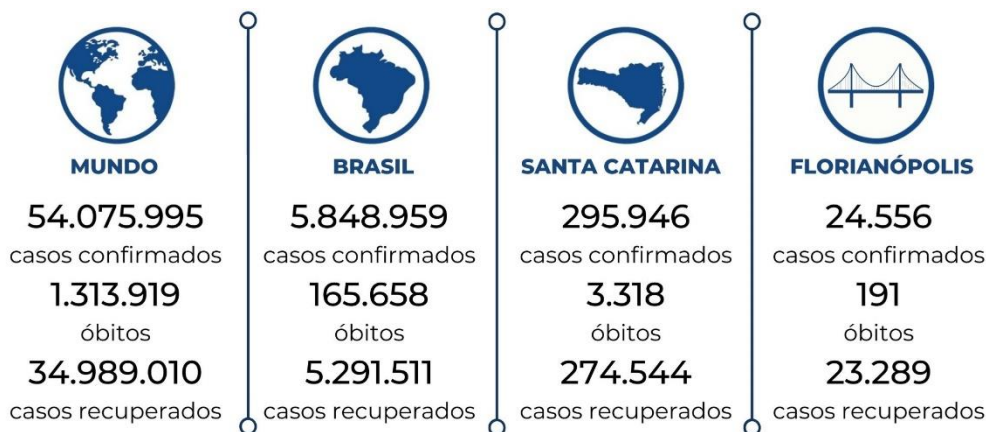 MUNDO
54.075.995
casos confirmados
1.313.919
óbitos
34.989.010
casos recuperados
BRASIL
5.848.959
casos confirmados
165.658
óbitos
5.291.511
casos recuperados
SANTA CATARINA
295.946
casos confirmados
3.318
óbitos
274.544
casos recuperados
FLORIANÓPOLIS
24.556
casos confirmados
191
óbitos
23.289
casos recuperados